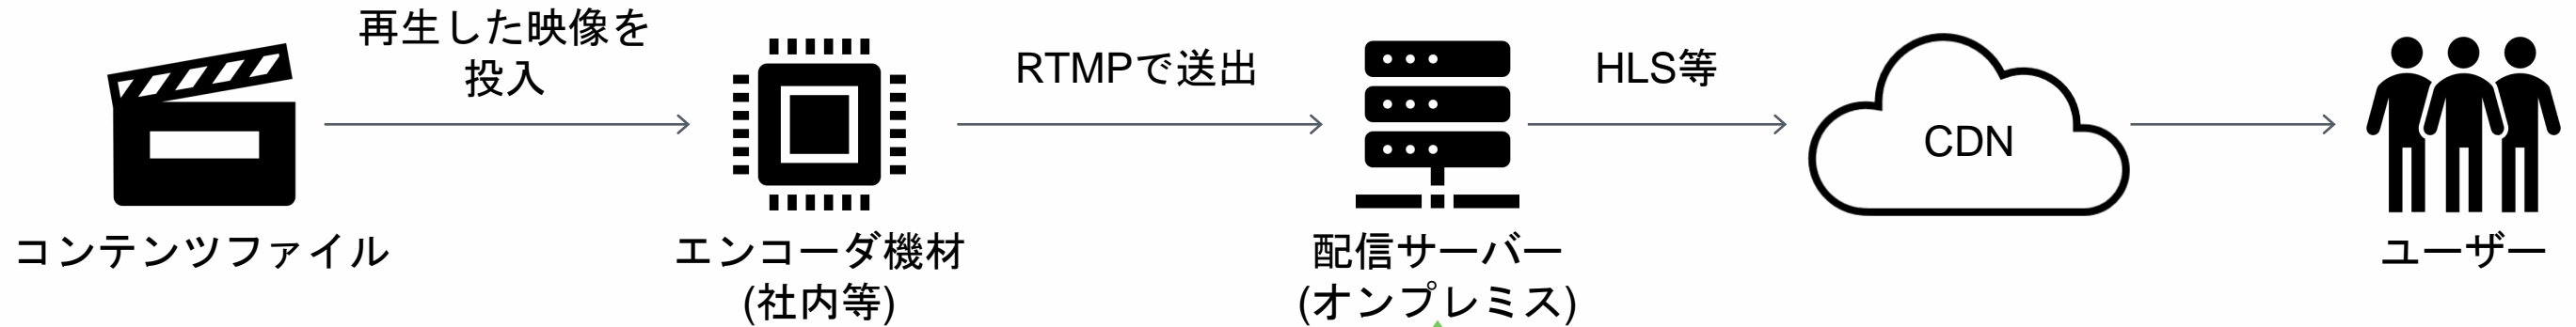 再生した映像を
投入
RTMPで送出
HLS等
CDN
コンテンツファイル
エンコーダ機材
(社内等)
配信サーバー
(オンプレミス)
ユーザー